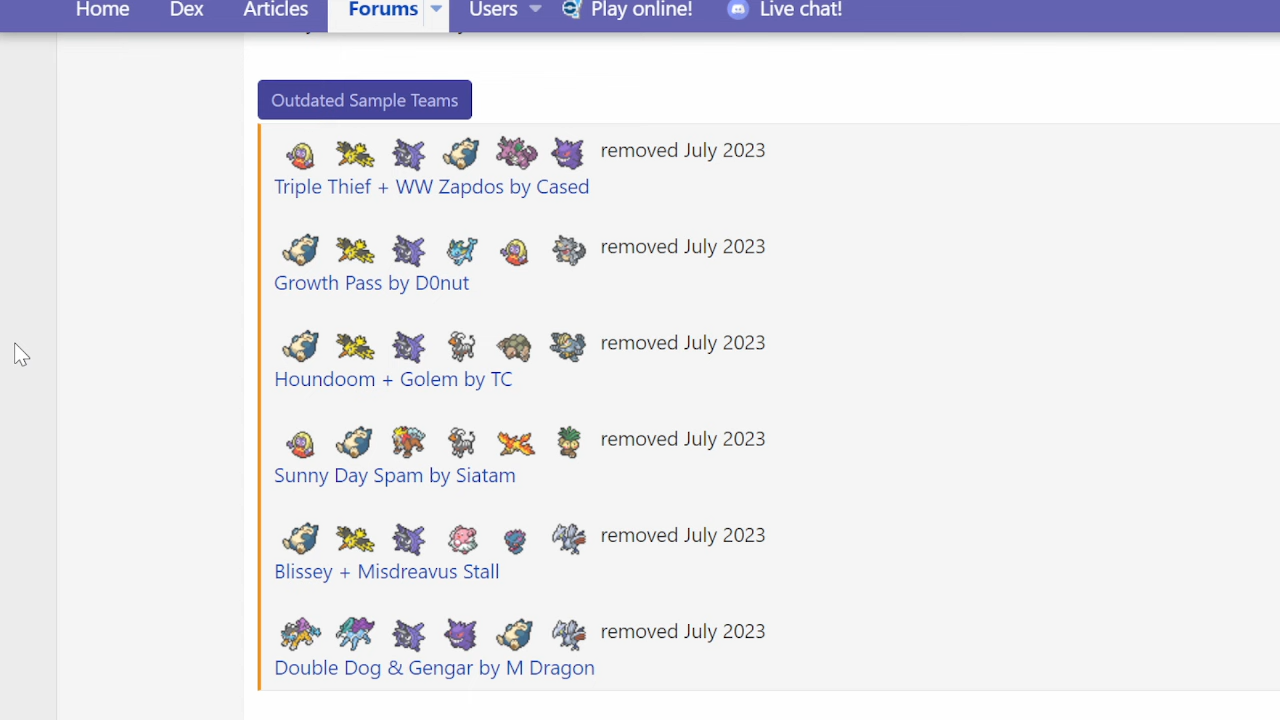 Home Dex Articles Forums Users Play online! Live chat!
Outdated Sample Teams
removed July 2023
Triple Thief + WW Zapdos by Cased
removed July 2023
Growth Pass by D0nut
removed July 2023
Houndoom + Golem by TC
removed July 2023
Sunny Day Spam by Siatam
removed July 2023
Blissey + Misdreavus Stall
removed July 2023
Double Dog & Gengar by M Dragon